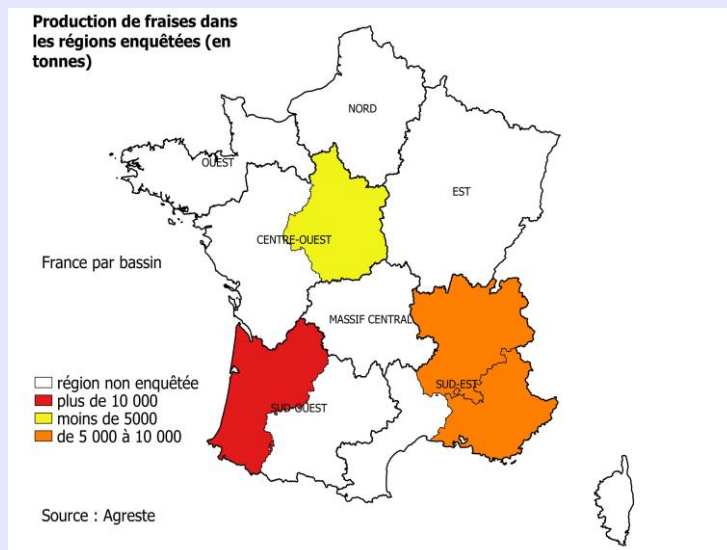 Production de fraises dans
les régions enquêtées (en
tonnes)
NORD
OUEST
EST
CENTRE-OUEST
France par bassin
MASSIF CENTRAL
région non enquêtée
SUD-EST
plus de 10 000
SUD-OUEST
moins de 5000
de 5 000 à 10 000
Source : Agreste